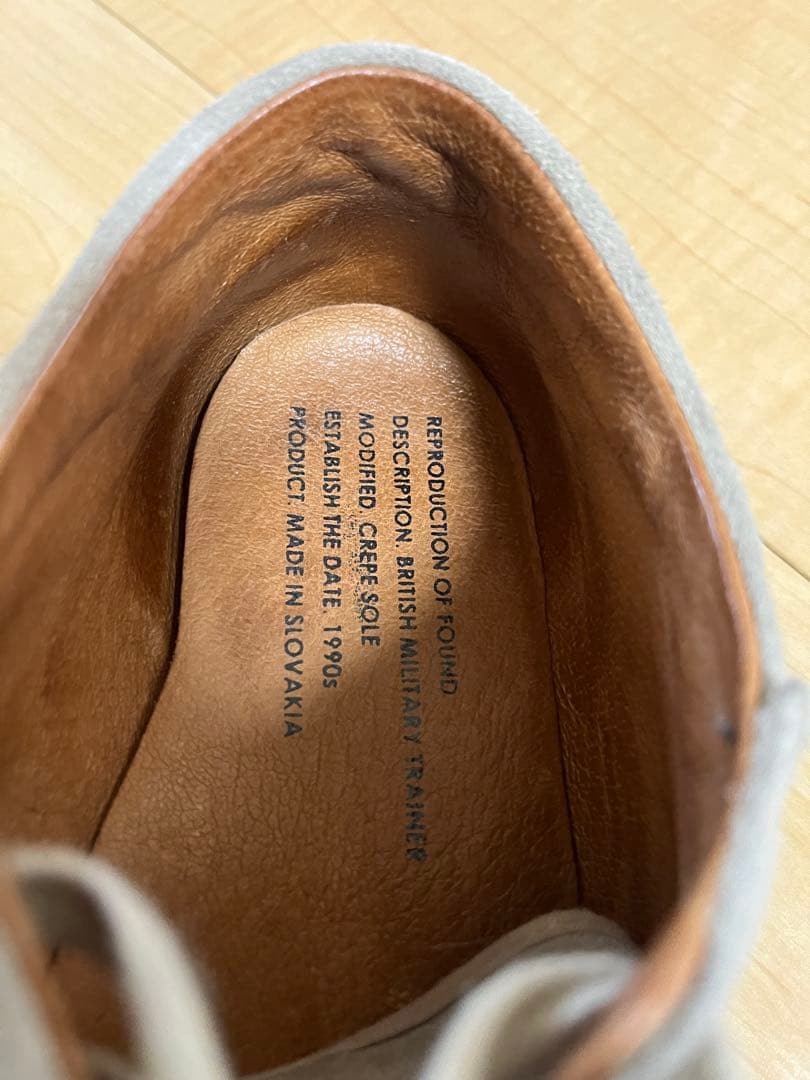 REPRODUCTION OF FOUND
DESCRIPTION. BRITISH MILITARY TRAINER
MODIFIED. CREPE SOLE
ESTABLISH THE DATE. 1990s
PRODUCT. MADE IN SLOVAKIA